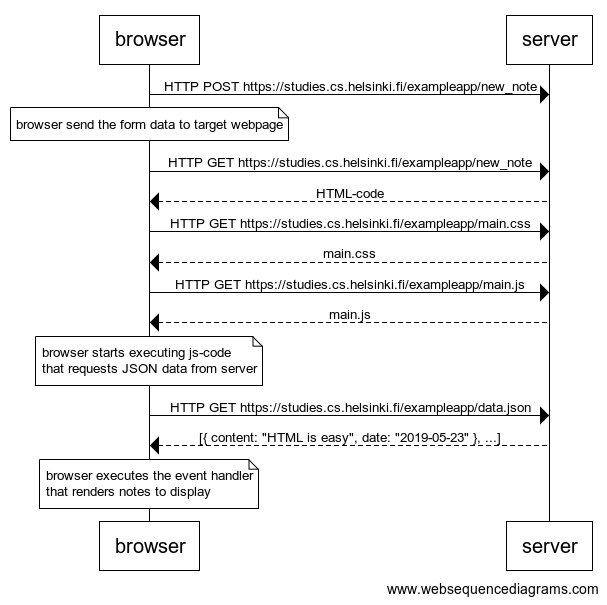 browser
server
HTTP POST https://studies.cs.helsinki.fi/exampleapp/new_note
browser send the form data to target webpage
HTTP GET https://studies.cs.helsinki.fi/exampleapp/new_note
HTML-code
HTTP GET https://studies.cs.helsinki.fi/exampleapp/main.css
main.css
HTTP GET https://studies.cs.helsinki.fi/exampleapp/main.js
main.js
browser starts executing js-code
that requests JSON data from server
HTTP GET https://studies.cs.helsinki.fi/exampleapp/data.json
[{ content: "HTML is easy", date: "2019-05-23" }, ...]
browser executes the event handler
that renders notes to display
browser
server
www.websequencediagrams.com